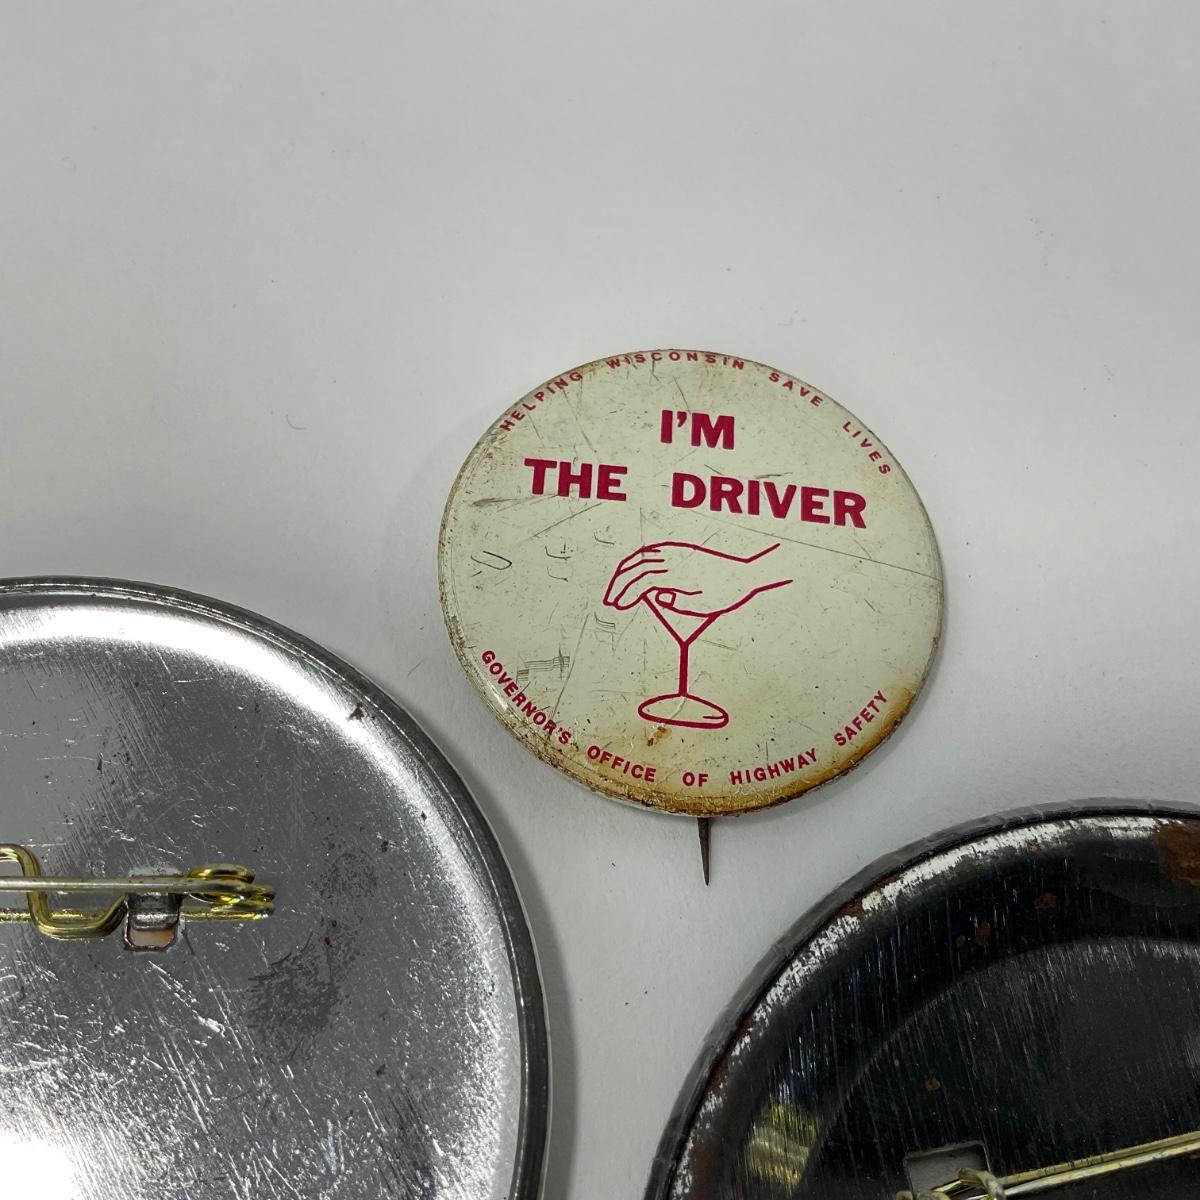 HELPING WISCONSIN SAVE LIVES
I'M
THE DRIVER
GOVERNOR'S OFFICE OF HIGHWAY SAFETY